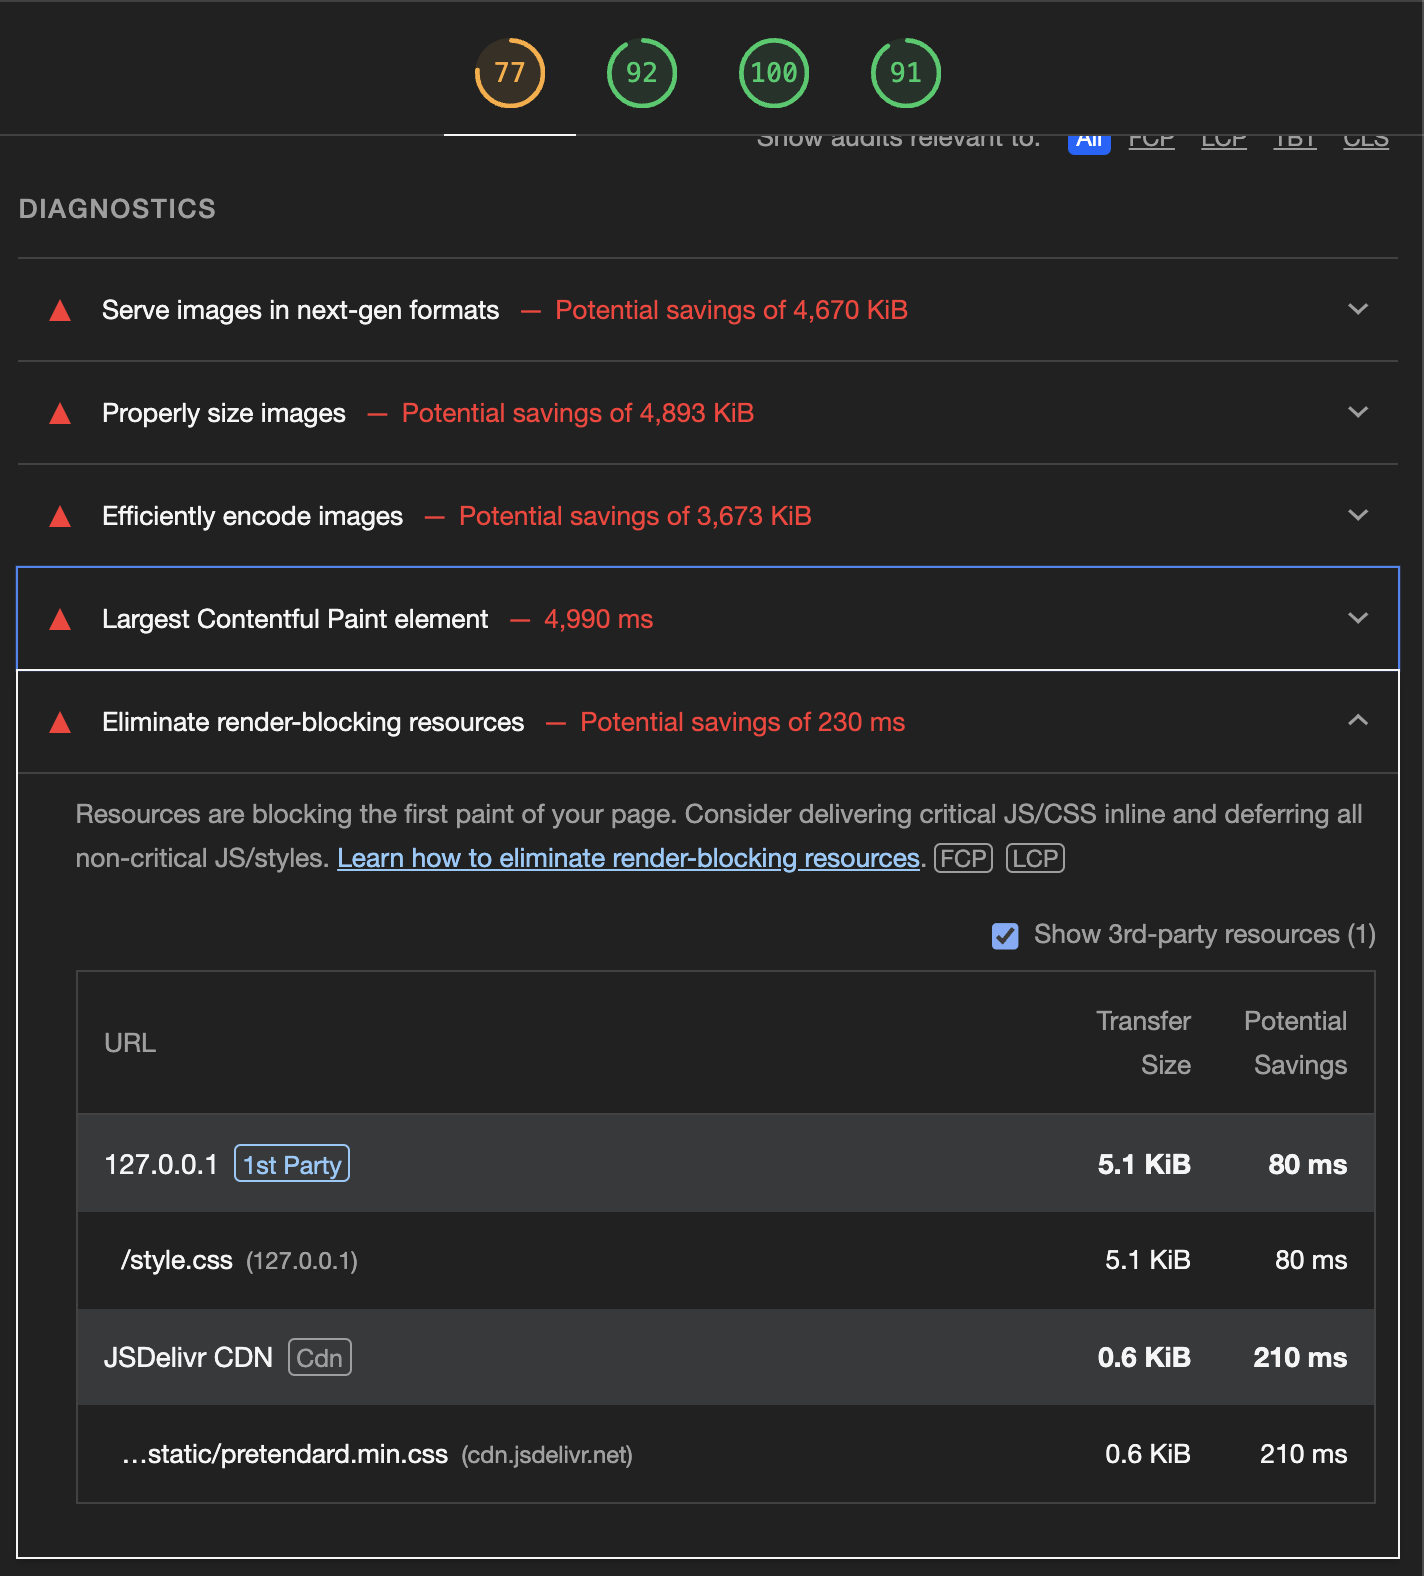 77 92 100 91
Show audits relevant to: All FCP LCP TBT CLS
DIAGNOSTICS
Serve images in next-gen formats — Potential savings of 4,670 KiB
Properly size images — Potential savings of 4,893 KiB
Efficiently encode images — Potential savings of 3,673 KiB
Largest Contentful Paint element — 4,990 ms
Eliminate render-blocking resources — Potential savings of 230 ms
Resources are blocking the first paint of your page. Consider delivering critical JS/CSS inline and deferring all
non-critical JS/styles. Learn how to eliminate render-blocking resources. FCP LCP
Show 3rd-party resources (1)
URL Transfer Size Potential Savings
127.0.0.1 1st Party 5.1 KiB 80 ms
/style.css (127.0.0.1) 5.1 KiB 80 ms
JSDelivr CDN Cdn 0.6 KiB 210 ms
…static/pretendard.min.css (cdn.jsdelivr.net) 0.6 KiB 210 ms